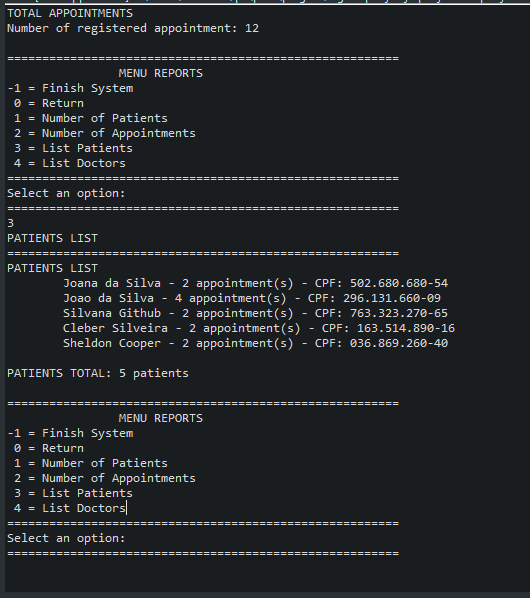 TOTAL APPOINTMENTS
Number of registered appointment: 12
========================================================
MENU REPORTS
-1 = Finish System
0 = Return
1 = Number of Patients
2 = Number of Appointments
3 = List Patients
4 = List Doctors
========================================================
Select an option:
========================================================
3
PATIENTS LIST
========================================================
PATIENTS LIST
Joana da Silva - 2 appointment(s) - CPF: 502.680.680-54
Joao da Silva - 4 appointment(s) - CPF: 296.131.660-09
Silvana Github - 2 appointment(s) - CPF: 763.323.270-65
Cleber Silveira - 2 appointment(s) - CPF: 163.514.890-16
Sheldon Cooper - 2 appointment(s) - CPF: 036.869.260-40
PATIENTS TOTAL: 5 patients
========================================================
MENU REPORTS
-1 = Finish System
0 = Return
1 = Number of Patients
2 = Number of Appointments
3 = List Patients
4 = List Doctors
========================================================
Select an option:
========================================================